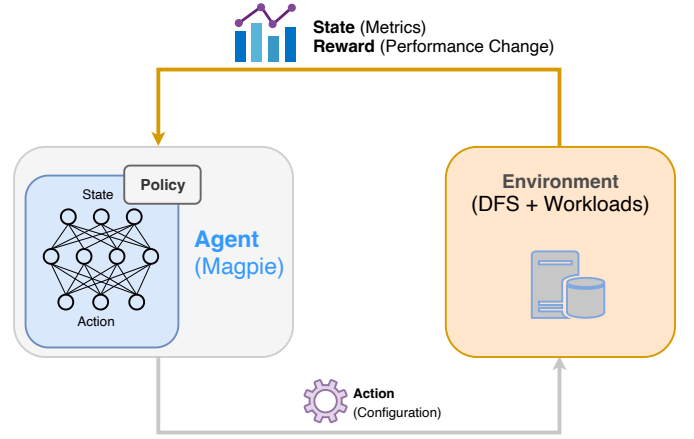 State (Metrics)
Reward (Performance Change)
Policy
State
Agent
(Magpie)
Action
Environment
(DFS + Workloads)
Action
(Configuration)